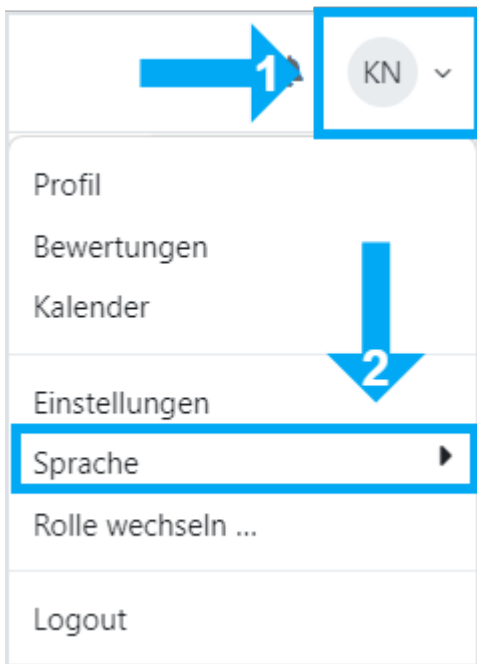 1
KN
Profil
Bewertungen
Kalender
2
Einstellungen
Sprache
Rolle wechseln ...
Logout